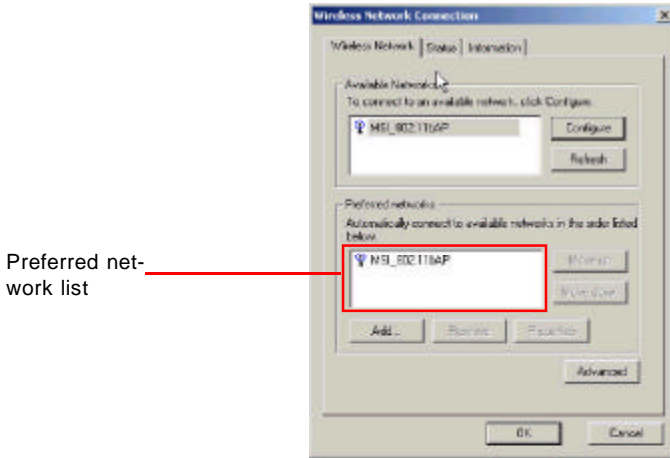 Wireless Network Connection
Wireless Network
Status
Information
Available Networks
To connect to an available network, click Configure.
MSI_802.11bAP
Configure
Refresh
Preferred networks
Automatically connect to available networks in the order listed
below
MSI_802.11bAP
Move up
Move down
Add...
Remove
Properties
Advanced
OK
Cancel
Preferred net-
work list